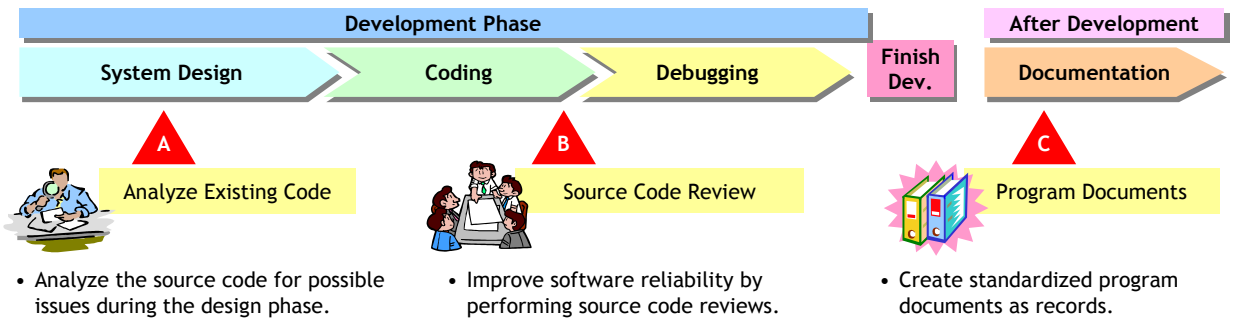 Development Phase
After Development
System Design
Coding
Debugging
Finish
Dev.
Documentation
A
B
C
Analyze Existing Code
Source Code Review
Program Documents
• Analyze the source code for possible
issues during the design phase.
• Improve software reliability by
performing source code reviews.
• Create standardized program
documents as records.